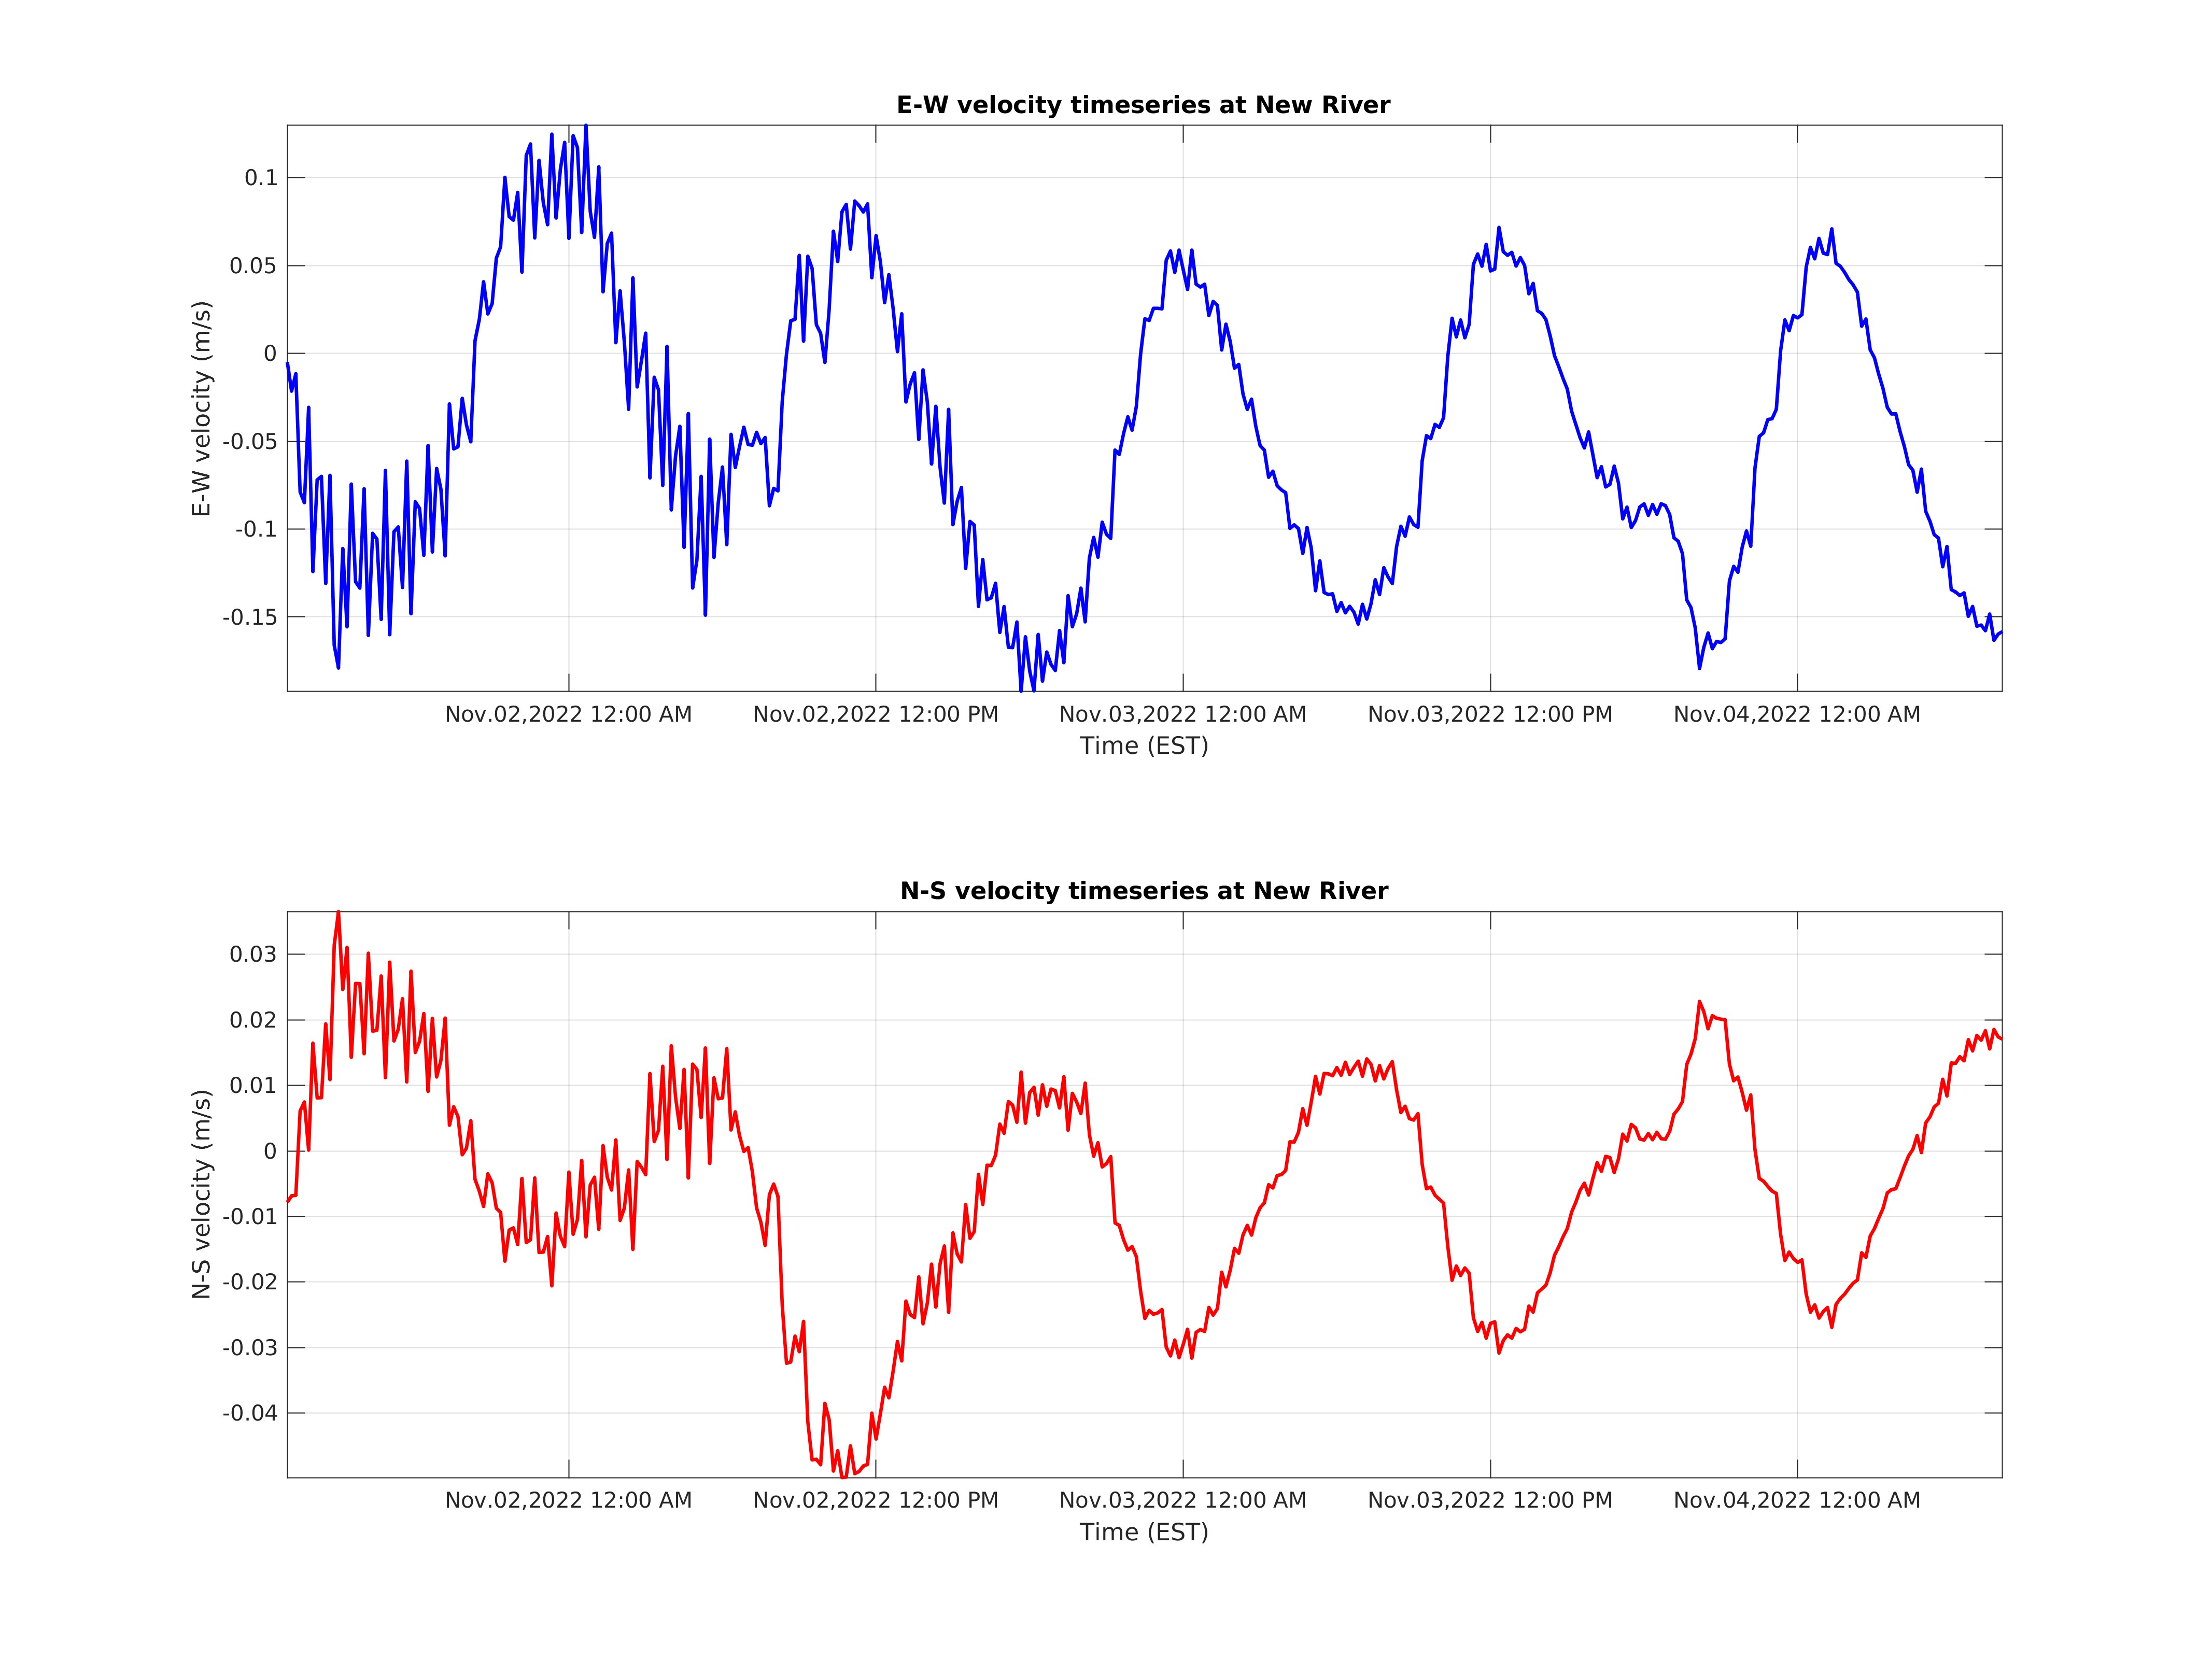 E-W velocity timeseries at New River
E-W velocity (m/s)
0.1
0.05
0
-0.05
-0.1
-0.15
Nov.02,2022 12:00 AM Nov.02,2022 12:00 PM Nov.03,2022 12:00 AM Nov.03,2022 12:00 PM Nov.04,2022 12:00 AM
Time (EST)
N-S velocity timeseries at New River
N-S velocity (m/s)
0.03
0.02
0.01
0
-0.01
-0.02
-0.03
-0.04
Nov.02,2022 12:00 AM Nov.02,2022 12:00 PM Nov.03,2022 12:00 AM Nov.03,2022 12:00 PM Nov.04,2022 12:00 AM
Time (EST)